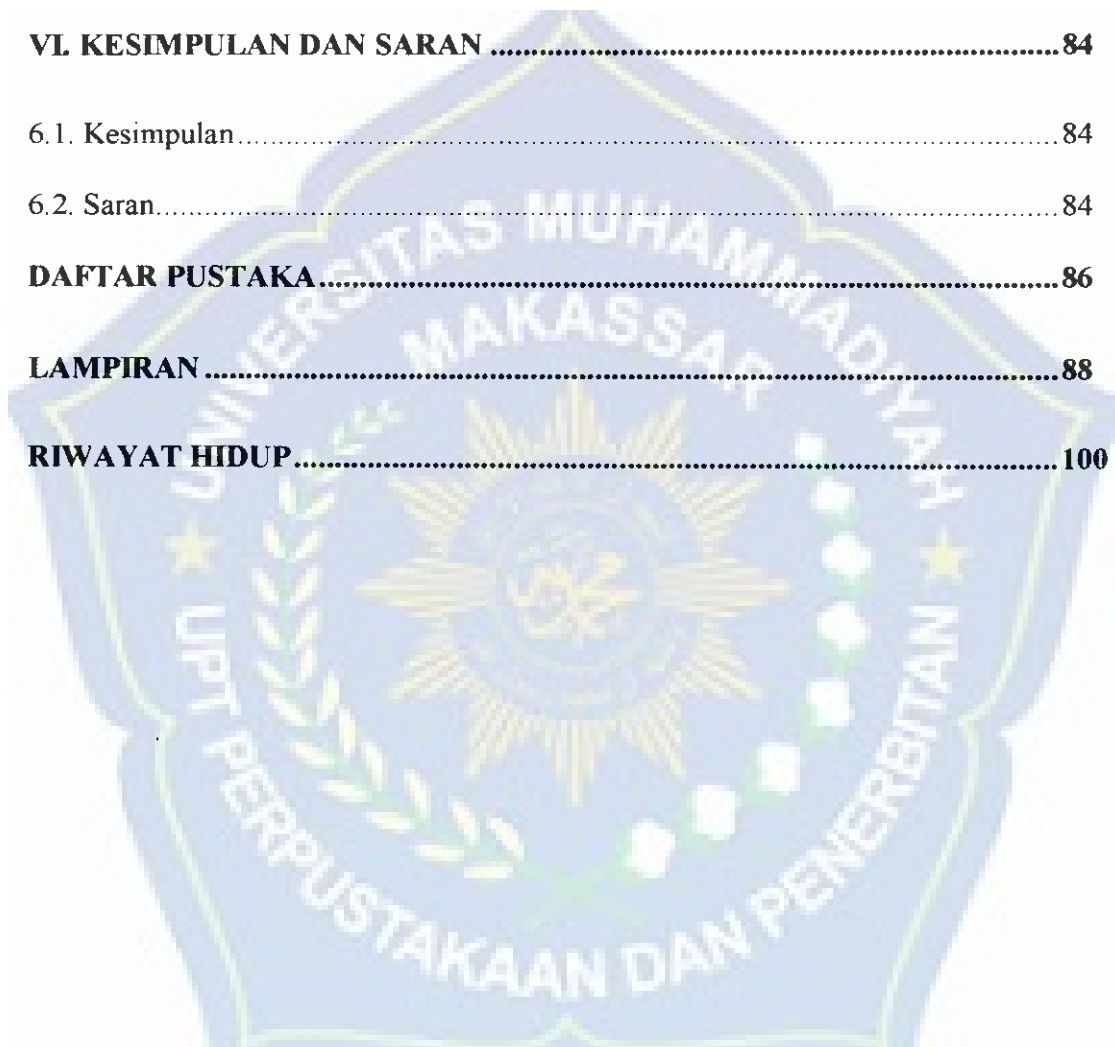 VI. KESIMPULAN DAN SARAN ........................................................................ 84
6.1. Kesimpulan ........................................................................ 84
6.2. Saran ........................................................................ 84
DAFTAR PUSTAKA ........................................................................ 86
LAMPIRAN ........................................................................ 88
RIWAYAT HIDUP ........................................................................ 100
UNIVERSITAS MUHAMMADIYAH
MAKASSAR
UPT PERPUSTAKAAN DAN PENERBITAN